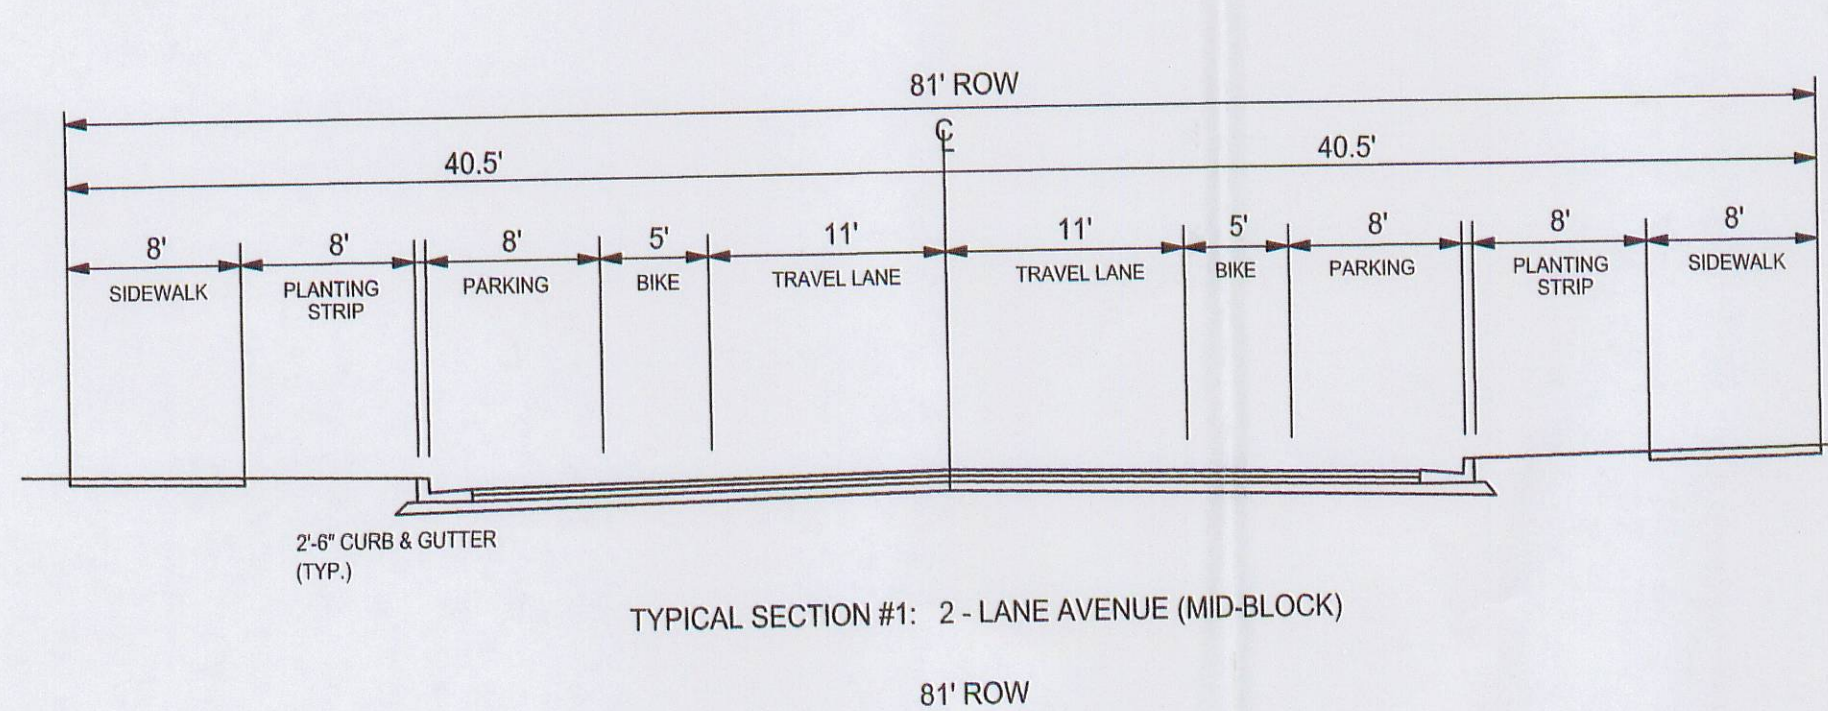 81' ROW
℄
40.5' 40.5'
8' 8' 8' 5' 11' 11' 5' 8' 8' 8'
SIDEWALK PLANTING STRIP PARKING BIKE TRAVEL LANE TRAVEL LANE BIKE PARKING PLANTING STRIP SIDEWALK
2'-6" CURB & GUTTER
(TYP.)
TYPICAL SECTION #1: 2 - LANE AVENUE (MID-BLOCK)
81' ROW